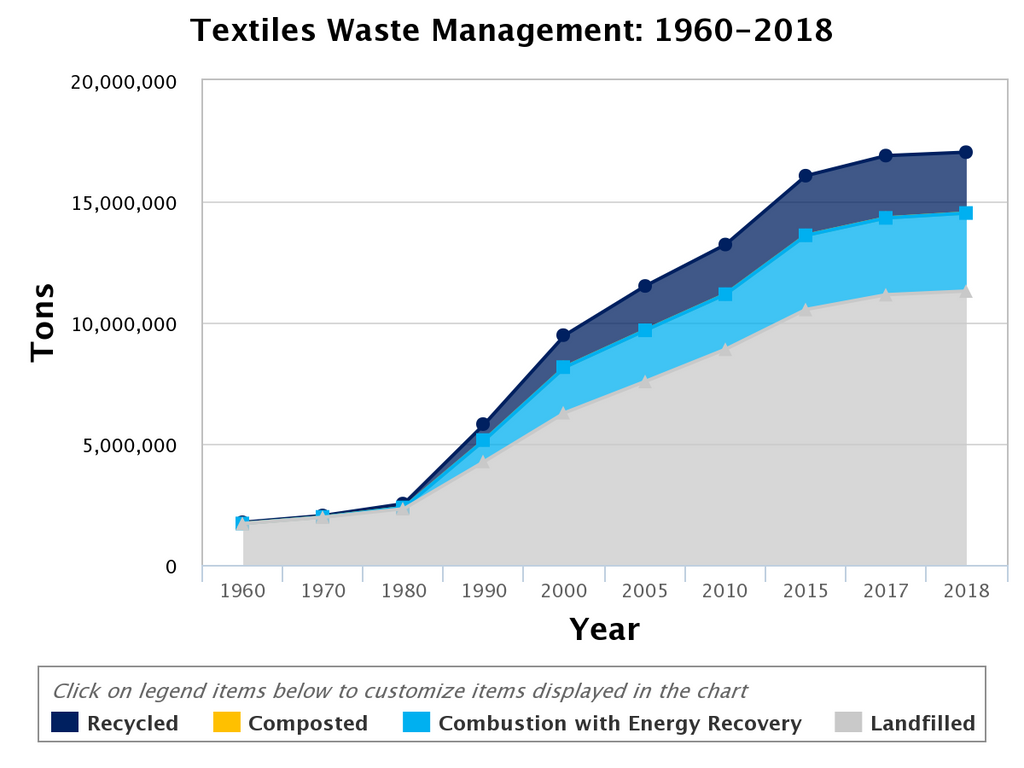 Textiles Waste Management: 1960–2018
20,000,000
15,000,000
10,000,000
5,000,000
0
Tons
1960 1970 1980 1990 2000 2005 2010 2015 2017 2018
Year
Click on legend items below to customize items displayed in the chart
Recycled Composted Combustion with Energy Recovery Landfilled